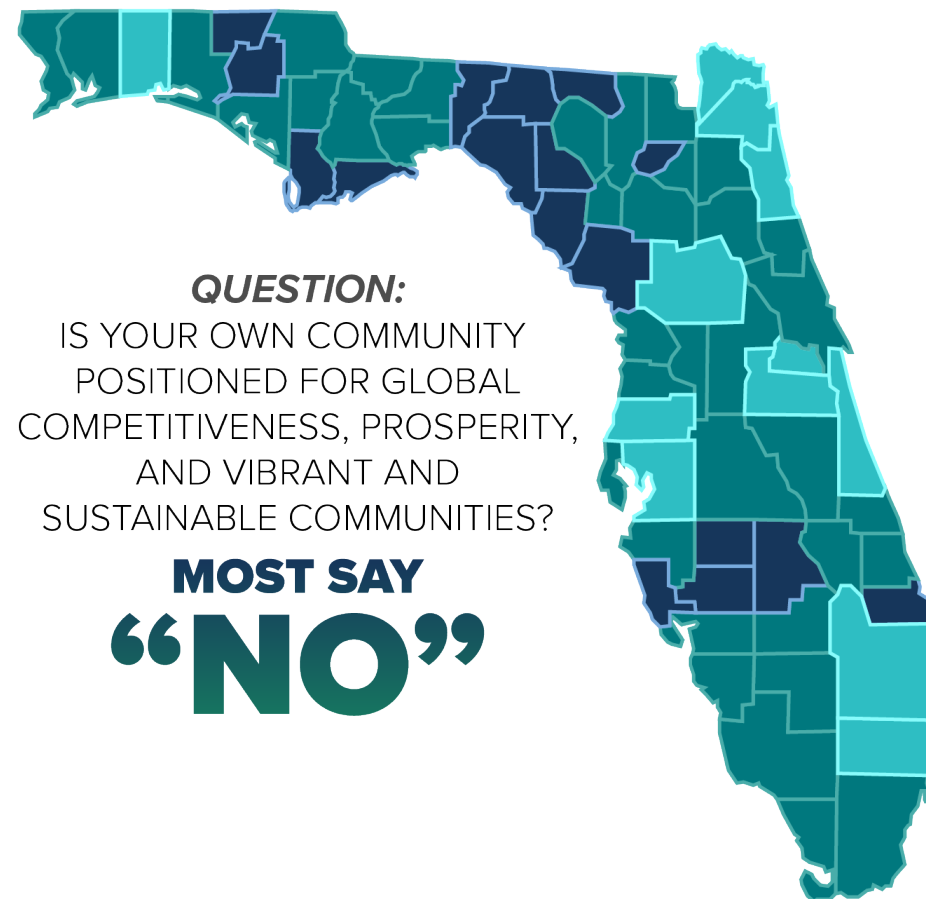 QUESTION:
IS YOUR OWN COMMUNITY
POSITIONED FOR GLOBAL
COMPETITIVENESS, PROSPERITY,
AND VIBRANT AND
SUSTAINABLE COMMUNITIES?
MOST SAY
“NO”